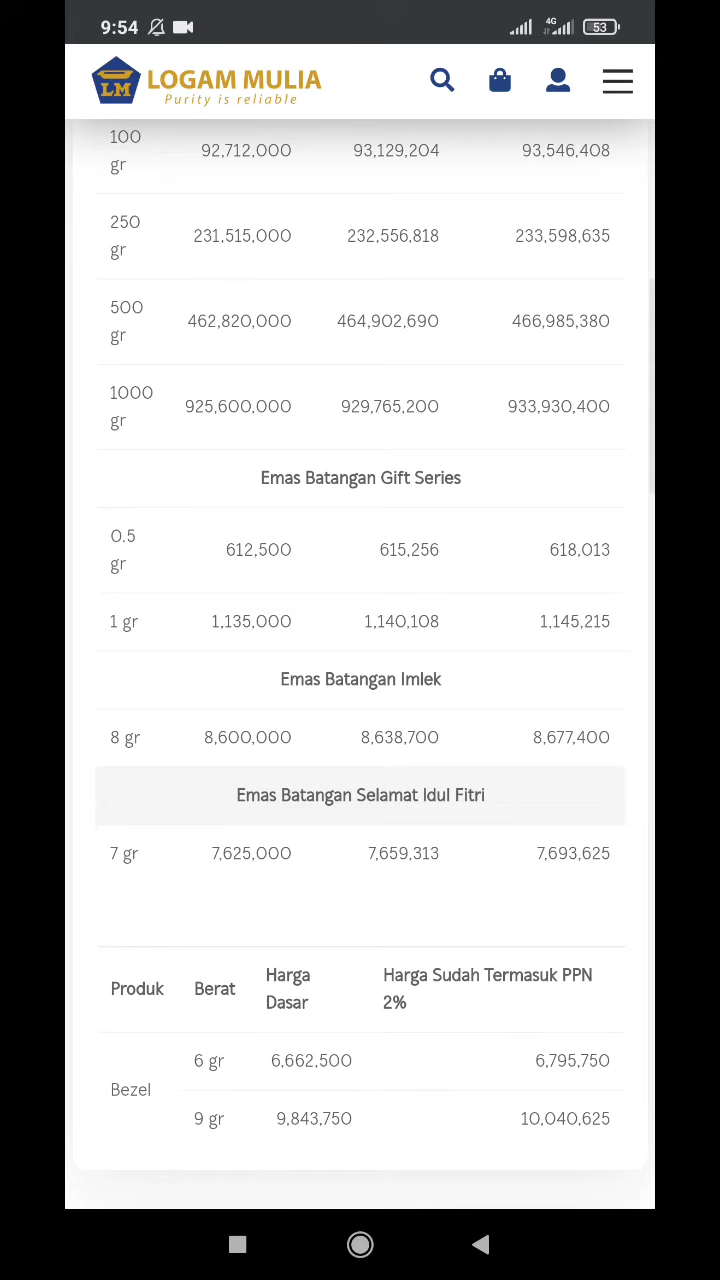 9:54 4G 53
LM LOGAM MULIA
Purity is reliable
100 gr 92,712,000 93,129,204 93,546,408
250 gr 231,515,000 232,556,818 233,598,635
500 gr 462,820,000 464,902,690 466,985,380
1000 gr 925,600,000 929,765,200 933,930,400
Emas Batangan Gift Series
0.5 gr 612,500 615,256 618,013
1 gr 1,135,000 1,140,108 1,145,215
Emas Batangan Imlek
8 gr 8,600,000 8,638,700 8,677,400
Emas Batangan Selamat Idul Fitri
7 gr 7,625,000 7,659,313 7,693,625
Produk Berat Harga Dasar Harga Sudah Termasuk PPN 2%
Bezel 6 gr 6,662,500 6,795,750
9 gr 9,843,750 10,040,625